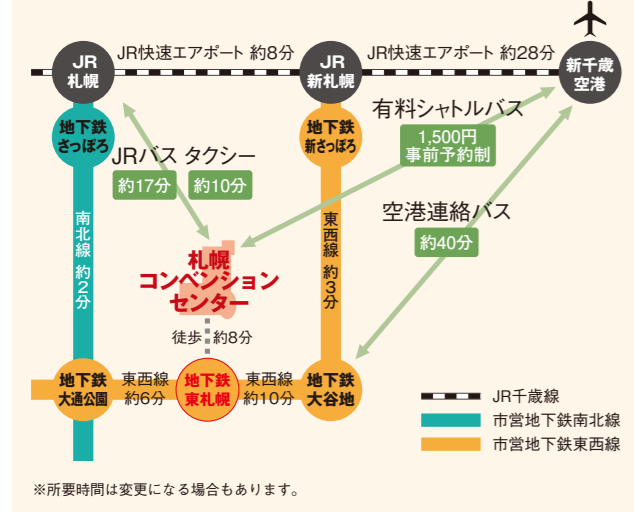 JR快速エアポート 約8分
JR快速エアポート 約28分
JR
札幌
JR
新札幌
新千歳
空港
地下鉄
さっぽろ
地下鉄
新さっぽろ
有料シャトルバス
1,500円
事前予約制
JRバス タクシー
約17分
約10分
南北線 約2分
東西線 約3分
空港連絡バス
約40分
札幌
コンベンション
センター
徒歩 約8分
地下鉄
大通公園
東西線
約6分
地下鉄
東札幌
東西線
約10分
地下鉄
大谷地
JR千歳線
市営地下鉄南北線
市営地下鉄東西線
※所要時間は変更になる場合もあります。